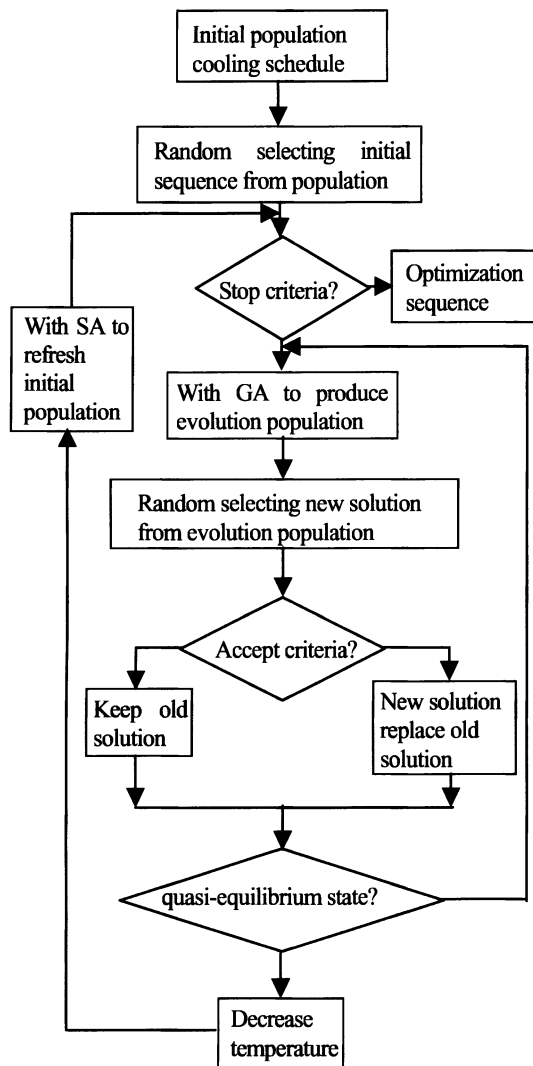 Initial population
cooling schedule
Random selecting initial
sequence from population
Stop criteria?
Optimization
sequence
With SA to
refresh
initial
population
With GA to produce
evolution population
Random selecting new solution
from evolution population
Accept criteria?
Keep old
solution
New solution
replace old
solution
quasi-equilibrium state?
Decrease
temperature